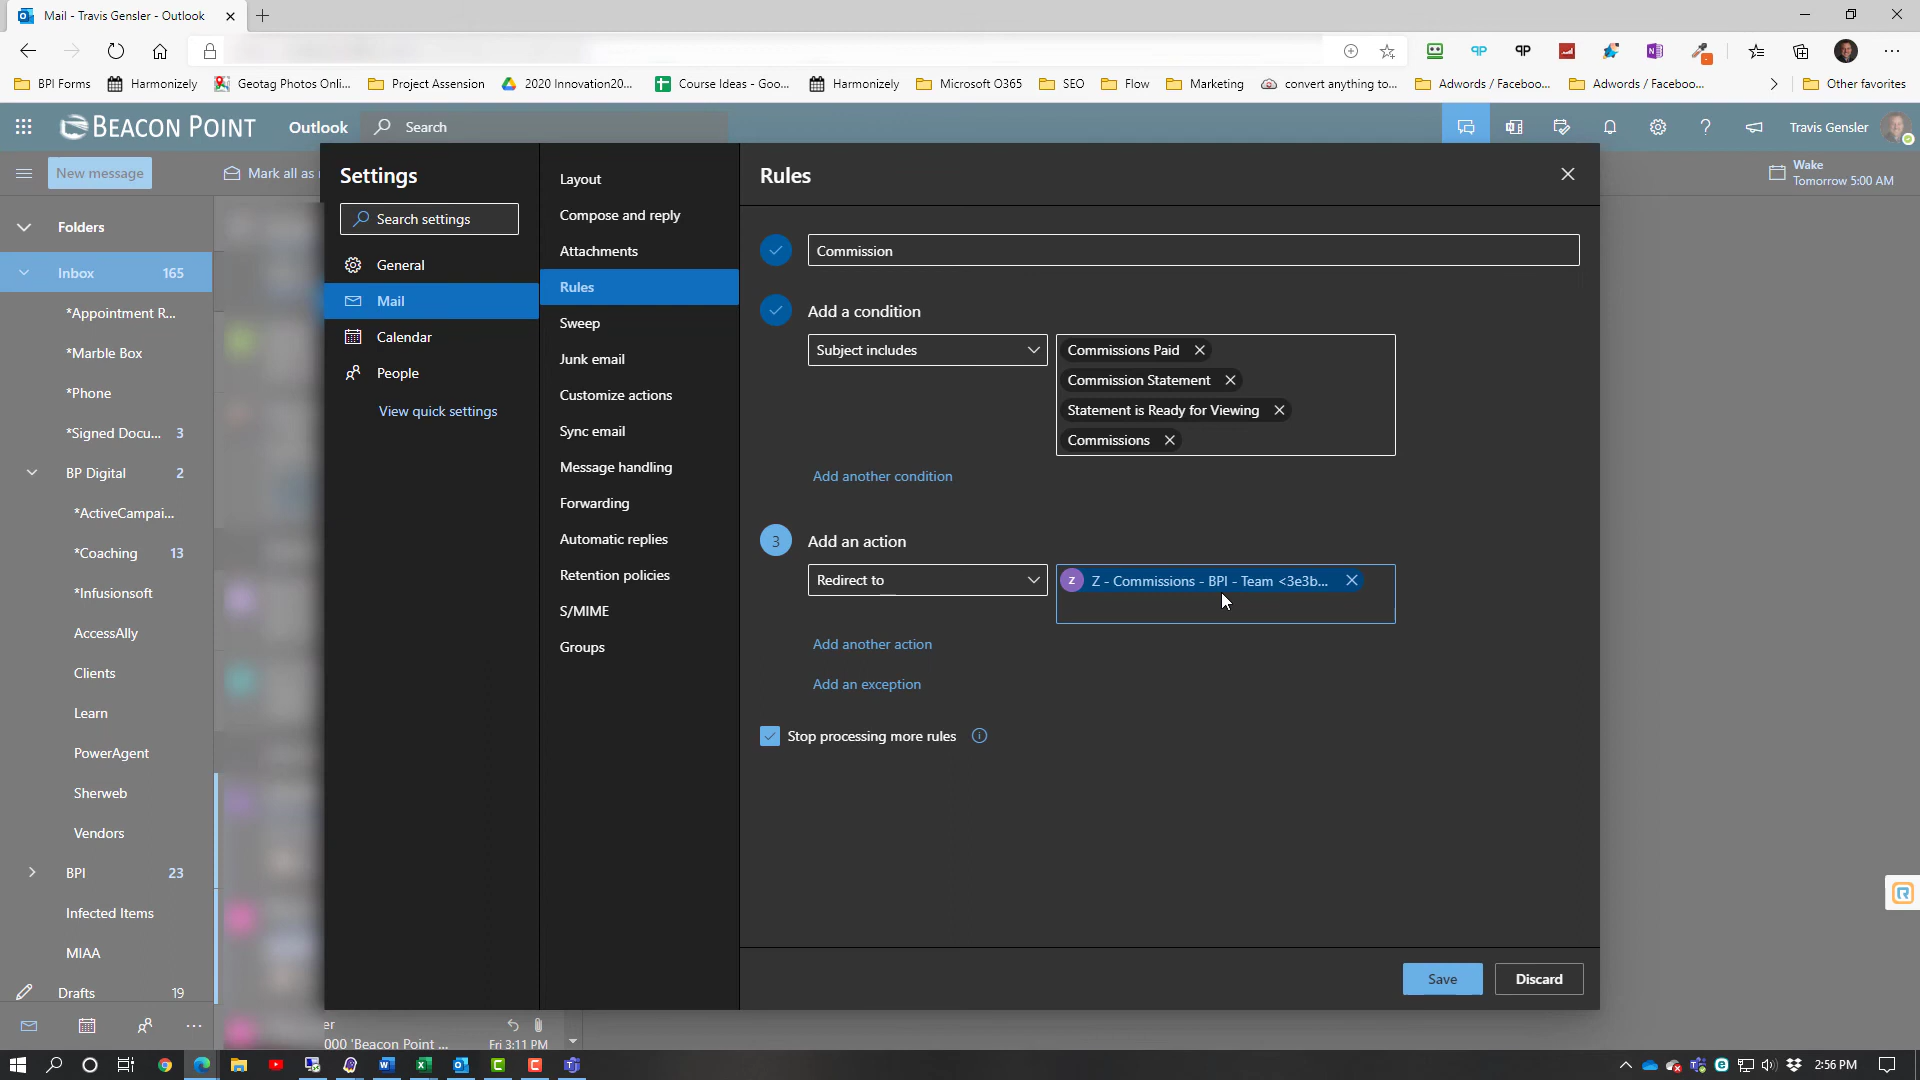 Mail - Travis Gensler - Outlook
BPI Forms
Harmonizely
Geotag Photos Onli...
Project Assension
2020 Innovation20...
Course Ideas - Goo...
Harmonizely
Microsoft O365
SEO
Flow
Marketing
convert anything to...
Adwords / Faceboo...
Adwords / Faceboo...
Other favorites
BEACON POINT
Outlook
Search
Travis Gensler
New message
Mark all as
Wake
Tomorrow 5:00 AM
Folders
Inbox 165
*Appointment R...
*Marble Box
*Phone
*Signed Docu... 3
BP Digital 2
*ActiveCampai...
*Coaching 13
*Infusionsoft
AccessAlly
Clients
Learn
PowerAgent
Sherweb
Vendors
BPI 23
Infected Items
MIAA
Drafts 19
Settings
Search settings
General
Mail
Calendar
People
View quick settings
Layout
Compose and reply
Attachments
Rules
Sweep
Junk email
Customize actions
Sync email
Message handling
Forwarding
Automatic replies
Retention policies
S/MIME
Groups
Rules
Commission
Add a condition
Subject includes
Commissions Paid
Commission Statement
Statement is Ready for Viewing
Commissions
Add another condition
3 Add an action
Redirect to
Z Z - Commissions - BPI - Team <3e3b...
Add another action
Add an exception
Stop processing more rules
Save
Discard
er
000 'Beacon Point ... Fri 3:11 PM
2:56 PM